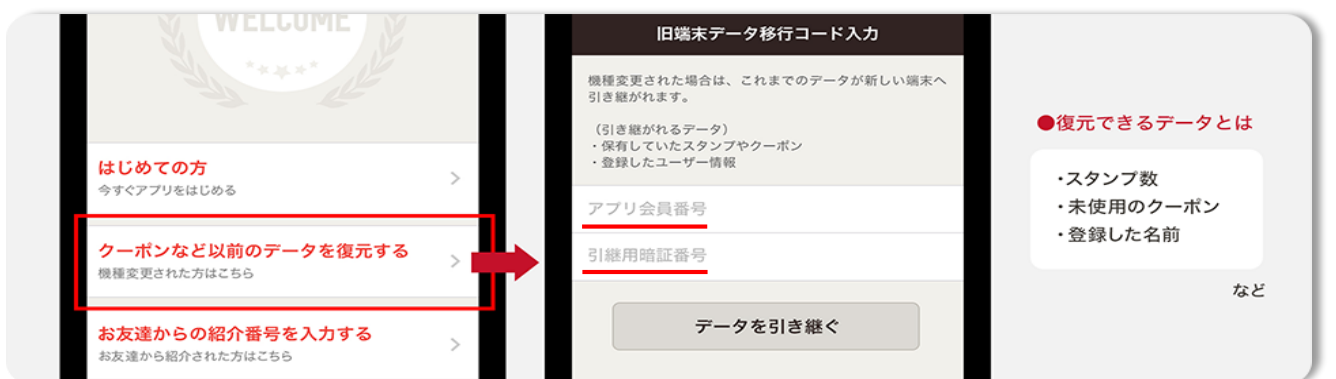 WELCOME
はじめての方
今すぐアプリをはじめる
クーポンなど以前のデータを復元する
機種変更された方はこちら
お友達からの紹介番号を入力する
お友達から紹介された方はこちら
旧端末データ移行コード入力
機種変更された場合は、これまでのデータが新しい端末へ
引き継がれます。
（引き継がれるデータ）
・保有していたスタンプやクーポン
・登録したユーザー情報
アプリ会員番号
引継用暗証番号
データを引き継ぐ
●復元できるデータとは
・スタンプ数
・未使用のクーポン
・登録した名前
など